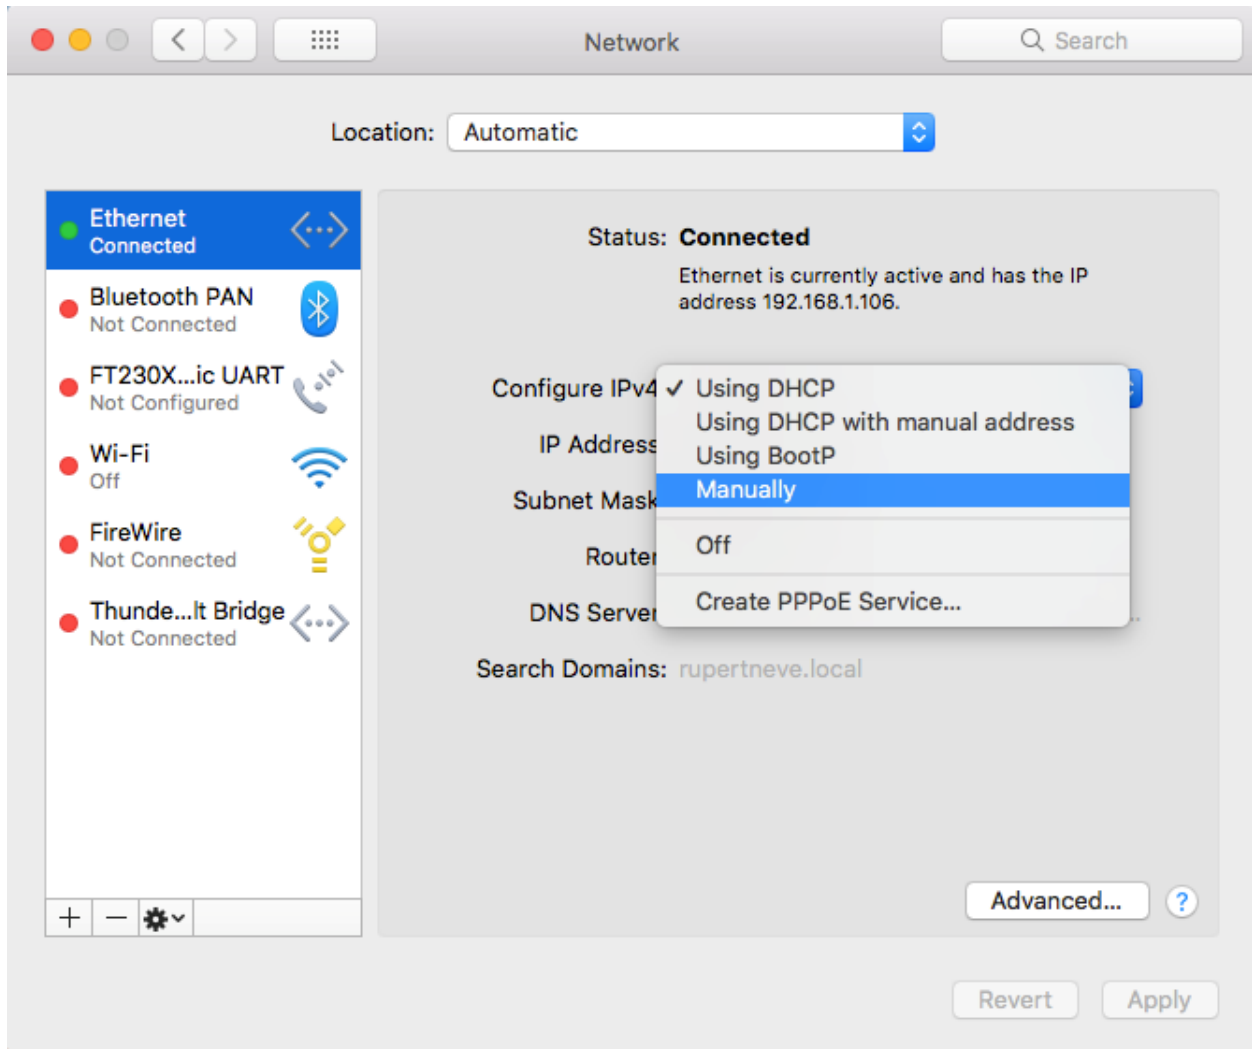 Network
Search
Location: Automatic
Ethernet
Connected
Bluetooth PAN
Not Connected
FT230X...ic UART
Not Configured
Wi-Fi
Off
FireWire
Not Connected
Thunde...lt Bridge
Not Connected
Status: Connected
Ethernet is currently active and has the IP
address 192.168.1.106.
Configure IPv4 ✓ Using DHCP
Using DHCP with manual address
Using BootP
Manually
Off
Create PPPoE Service...
IP Address
Subnet Mask
Router
DNS Server
Search Domains: rupertneve.local
Advanced... ?
Revert Apply